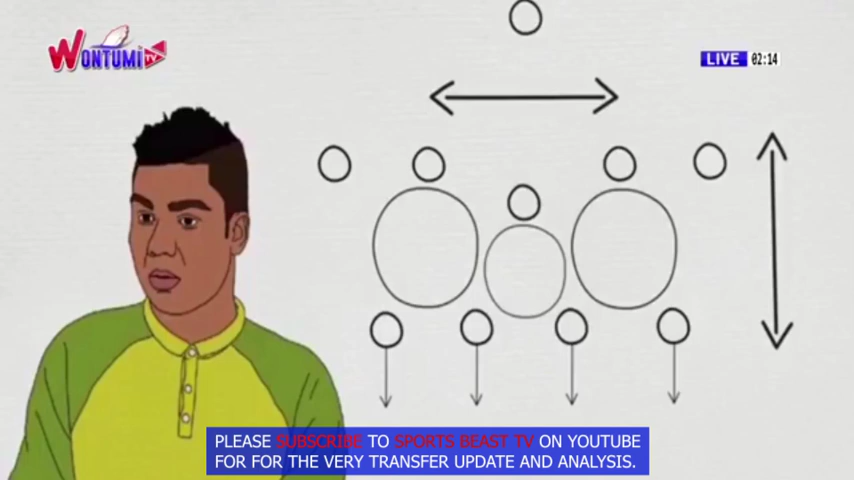 WONTUMI TV
LIVE 02:14
PLEASE SUBSCRIBE TO SPORTS BEAST TV ON YOUTUBE
FOR FOR THE VERY TRANSFER UPDATE AND ANALYSIS.